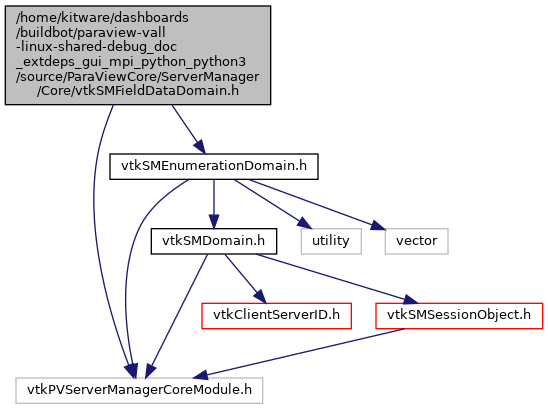 /home/kitware/dashboards
/buildbot/paraview-vall
-linux-shared-debug_doc
_extdeps_gui_mpi_python_python3
/source/ParaViewCore/ServerManager
/Core/vtkSMFieldDataDomain.h
vtkSMEnumerationDomain.h
vtkSMDomain.h
utility
vector
vtkClientServerID.h
vtkSMSessionObject.h
vtkPVServerManagerCoreModule.h